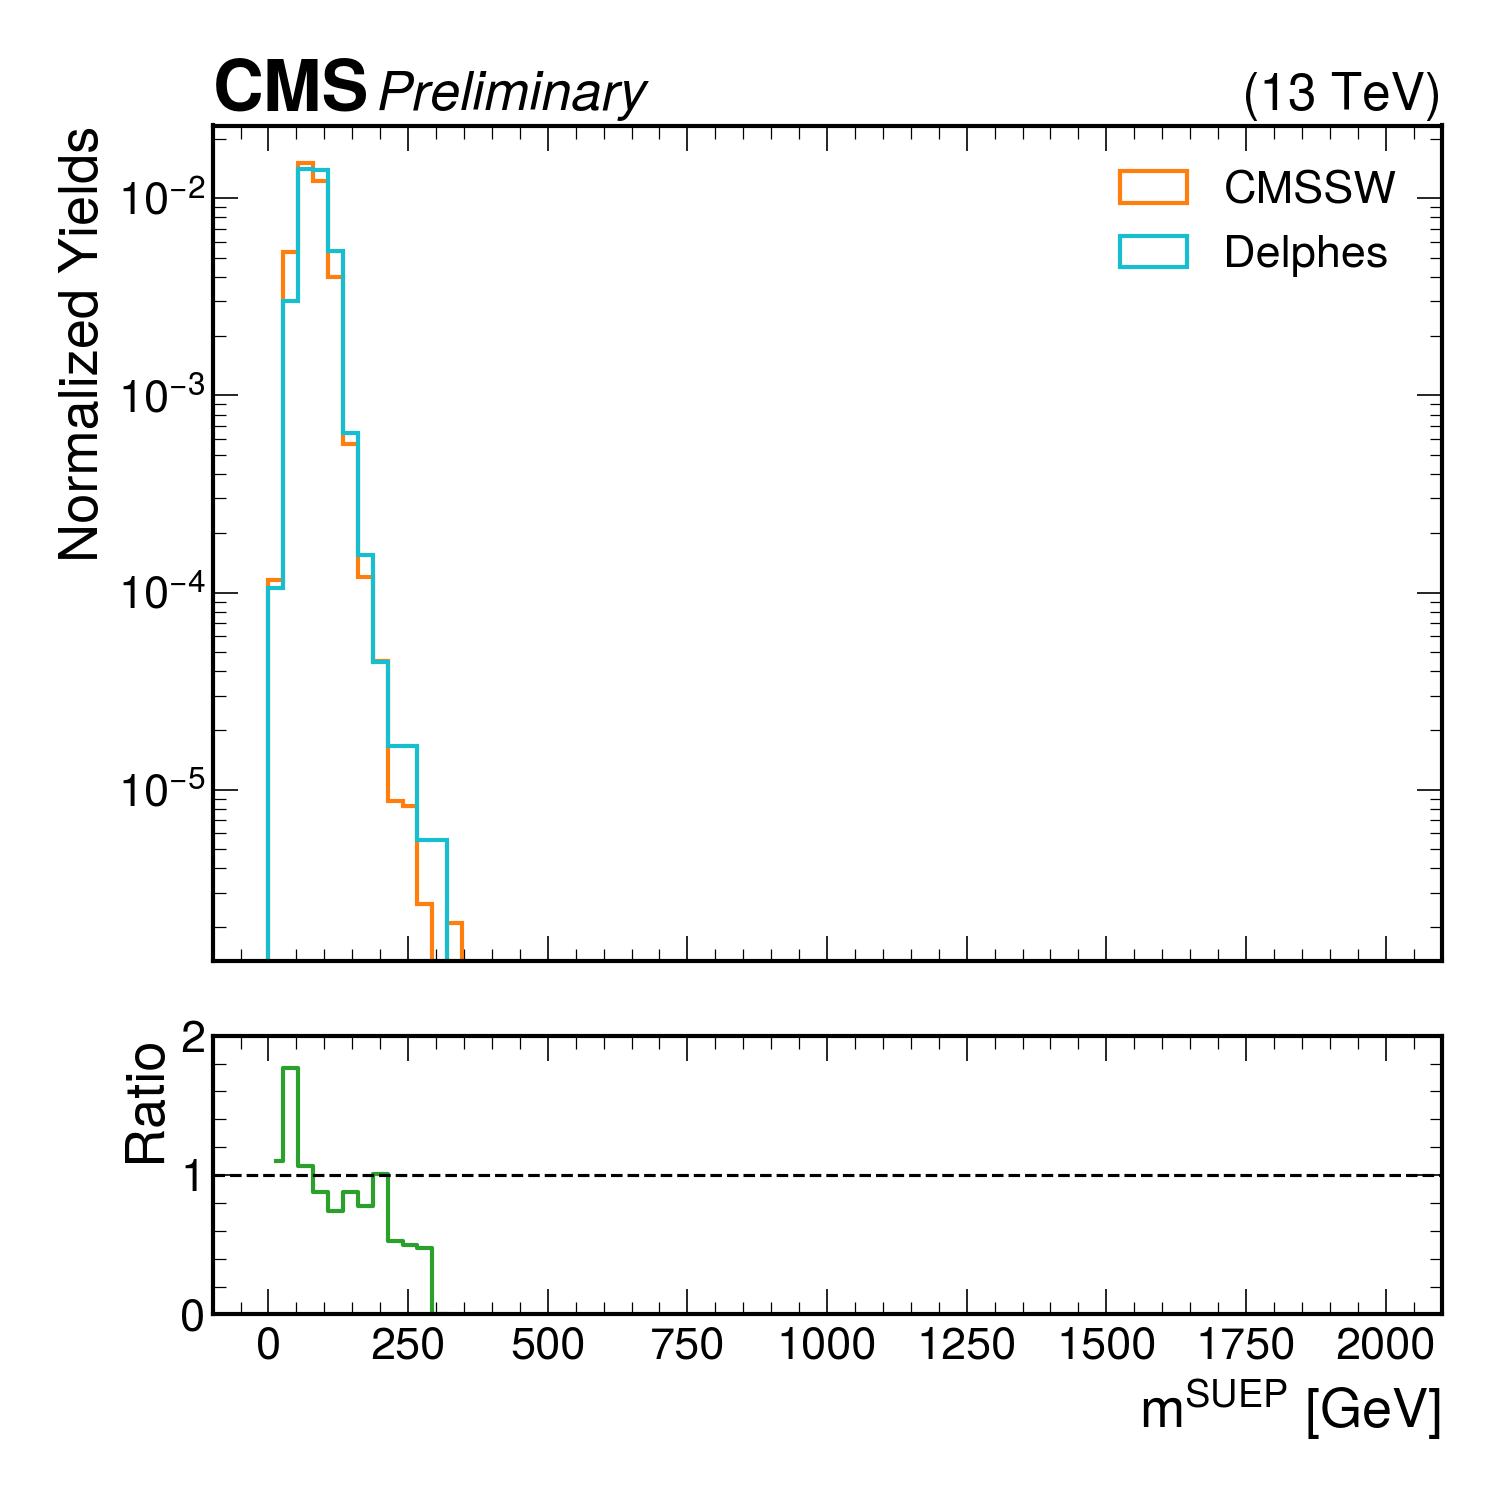 CMS Preliminary (13 TeV)
Normalized Yields
10⁻²
10⁻³
10⁻⁴
10⁻⁵
CMSSW
Delphes
Ratio
2
1
0
0 250 500 750 1000 1250 1500 1750 2000
m^SUEP [GeV]